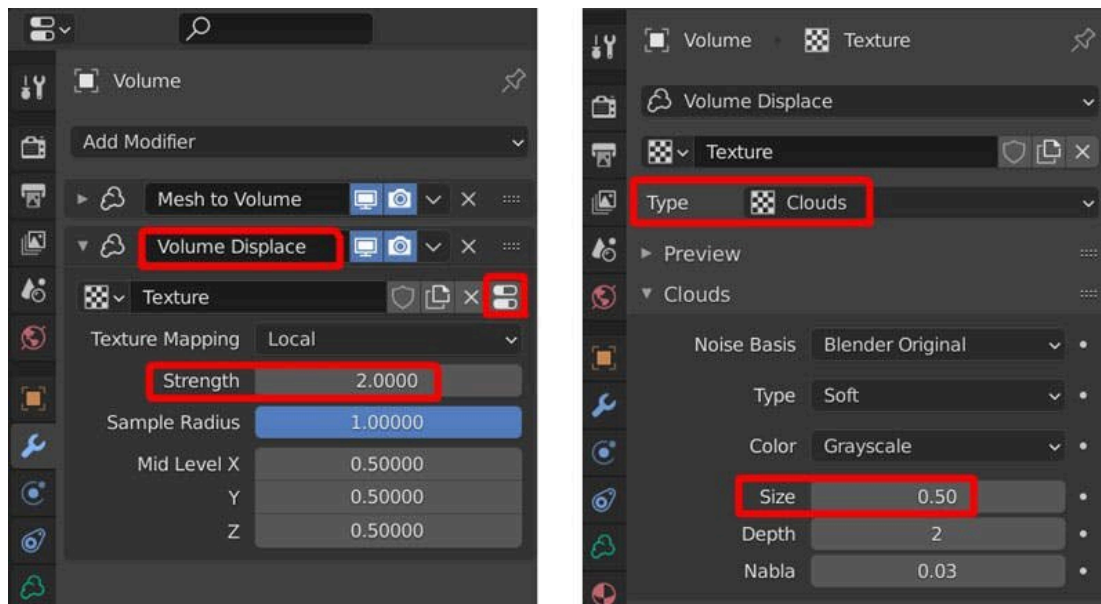 Volume
Add Modifier
Mesh to Volume
Volume Displace
Texture
Texture Mapping Local
Strength 2.0000
Sample Radius 1.00000
Mid Level X 0.50000
Y 0.50000
Z 0.50000
Volume Texture
Volume Displace
Texture
Type Clouds
Preview
Clouds
Noise Basis Blender Original
Type Soft
Color Grayscale
Size 0.50
Depth 2
Nabla 0.03